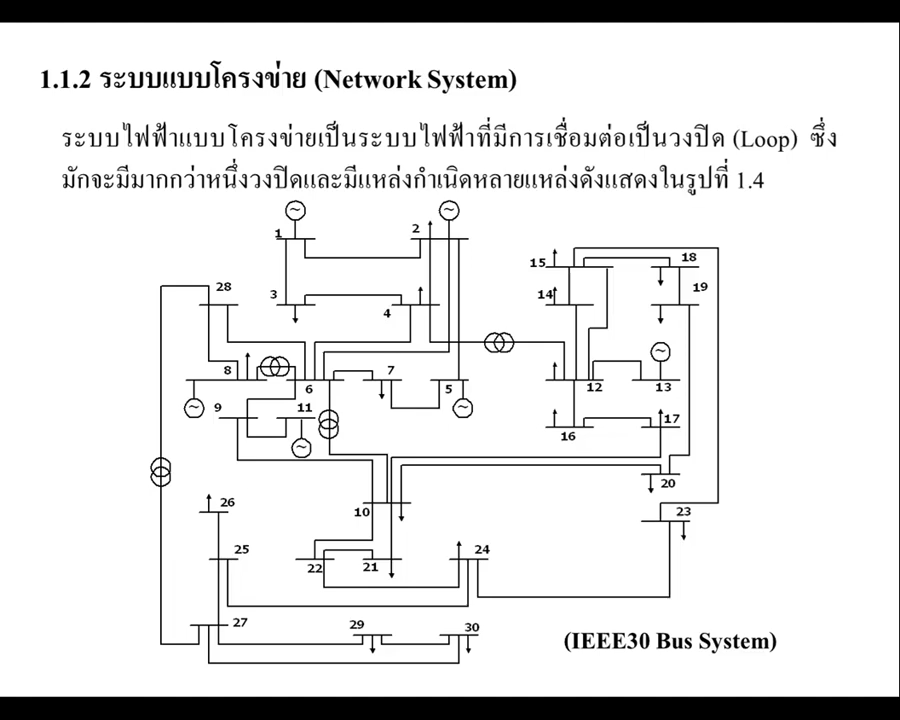 1.1.2 ระบบแบบโครงข่าย (Network System)
ระบบไฟฟ้าแบบโครงข่ายเป็นระบบไฟฟ้าที่มีการเชื่อมต่อเป็นวงปิด (Loop) ซึ่ง
มักจะมีมากกว่าหนึ่งวงปิดและมีแหล่งกำเนิดหลายแหล่งดังแสดงในรูปที่ 1.4
~ ~
1 2
15 18
28 3 4 14 19
~
8 6 7 5 12 13
~ 9 11 ~
~ 16 17
10 20
26 23
25 22 21 24
27 29 30
(IEEE30 Bus System)